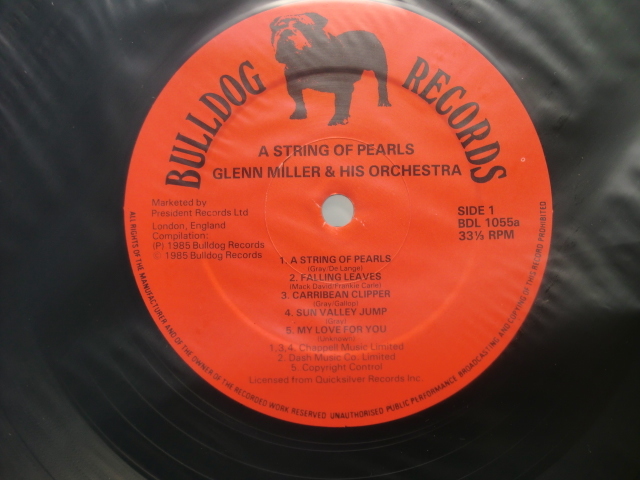 BULLDOG RECORDS
A STRING OF PEARLS
GLENN MILLER & HIS ORCHESTRA
Marketed by
President Records Ltd
London, England
Compilation:
(P) 1985 Bulldog Records
© 1985 Bulldog Records
SIDE 1
BDL 1055a
33⅓ RPM
1. A STRING OF PEARLS
(Gray/De Lange)
2. FALLING LEAVES
(Mack David/Frankie Carle)
3. CARRIBEAN CLIPPER
(Gray/Gallop)
4. SUN VALLEY JUMP
(Gray)
5. MY LOVE FOR YOU
(Unknown)
1,3,4. Chappell Music Limited
2. Dash Music Co. Limited
5: Copyright Control
Licensed from Quicksilver Records Inc.
ALL RIGHTS OF THE MANUFACTURER AND OF THE OWNER OF THE RECORDED WORK RESERVED UNAUTHORISED PUBLIC PERFORMANCE BROADCASTING AND COPYING OF THIS RECORD PROHIBITED